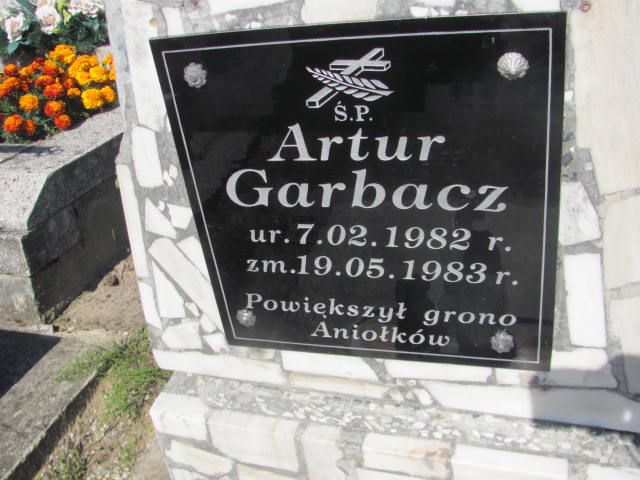 Ś.P.
Artur
Garbacz
ur. 7.02.1982 r.
zm. 19.05.1983 r.
Powiększył grono
Aniołków